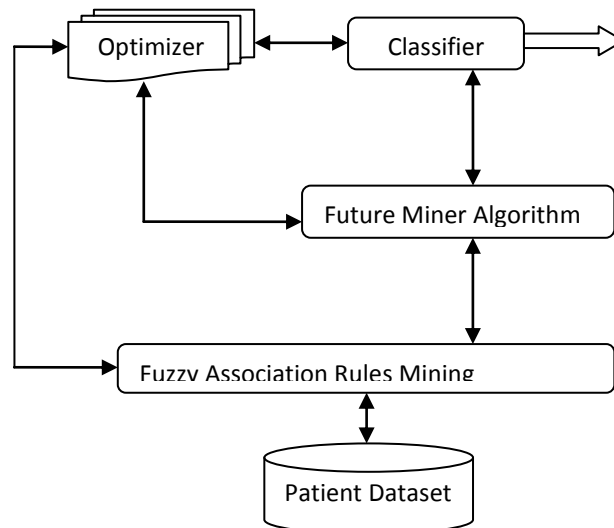 Optimizer
Classifier
Future Miner Algorithm
Fuzzy Association Rules Mining
Patient Dataset